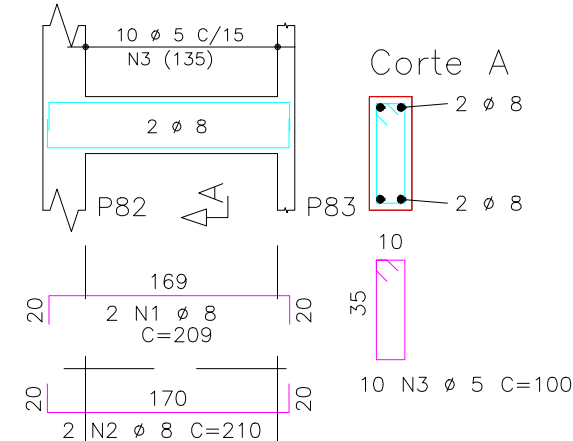 10 ø 5 C/15
N3 (135)
Corte A
2 ø 8
2 ø 8
A
P82
P83
2 ø 8
10
169
20
20
2 N1 ø 8
C=209
35
20
170
20
10 N3 ø 5 C=100
2 N2 ø 8 C=210